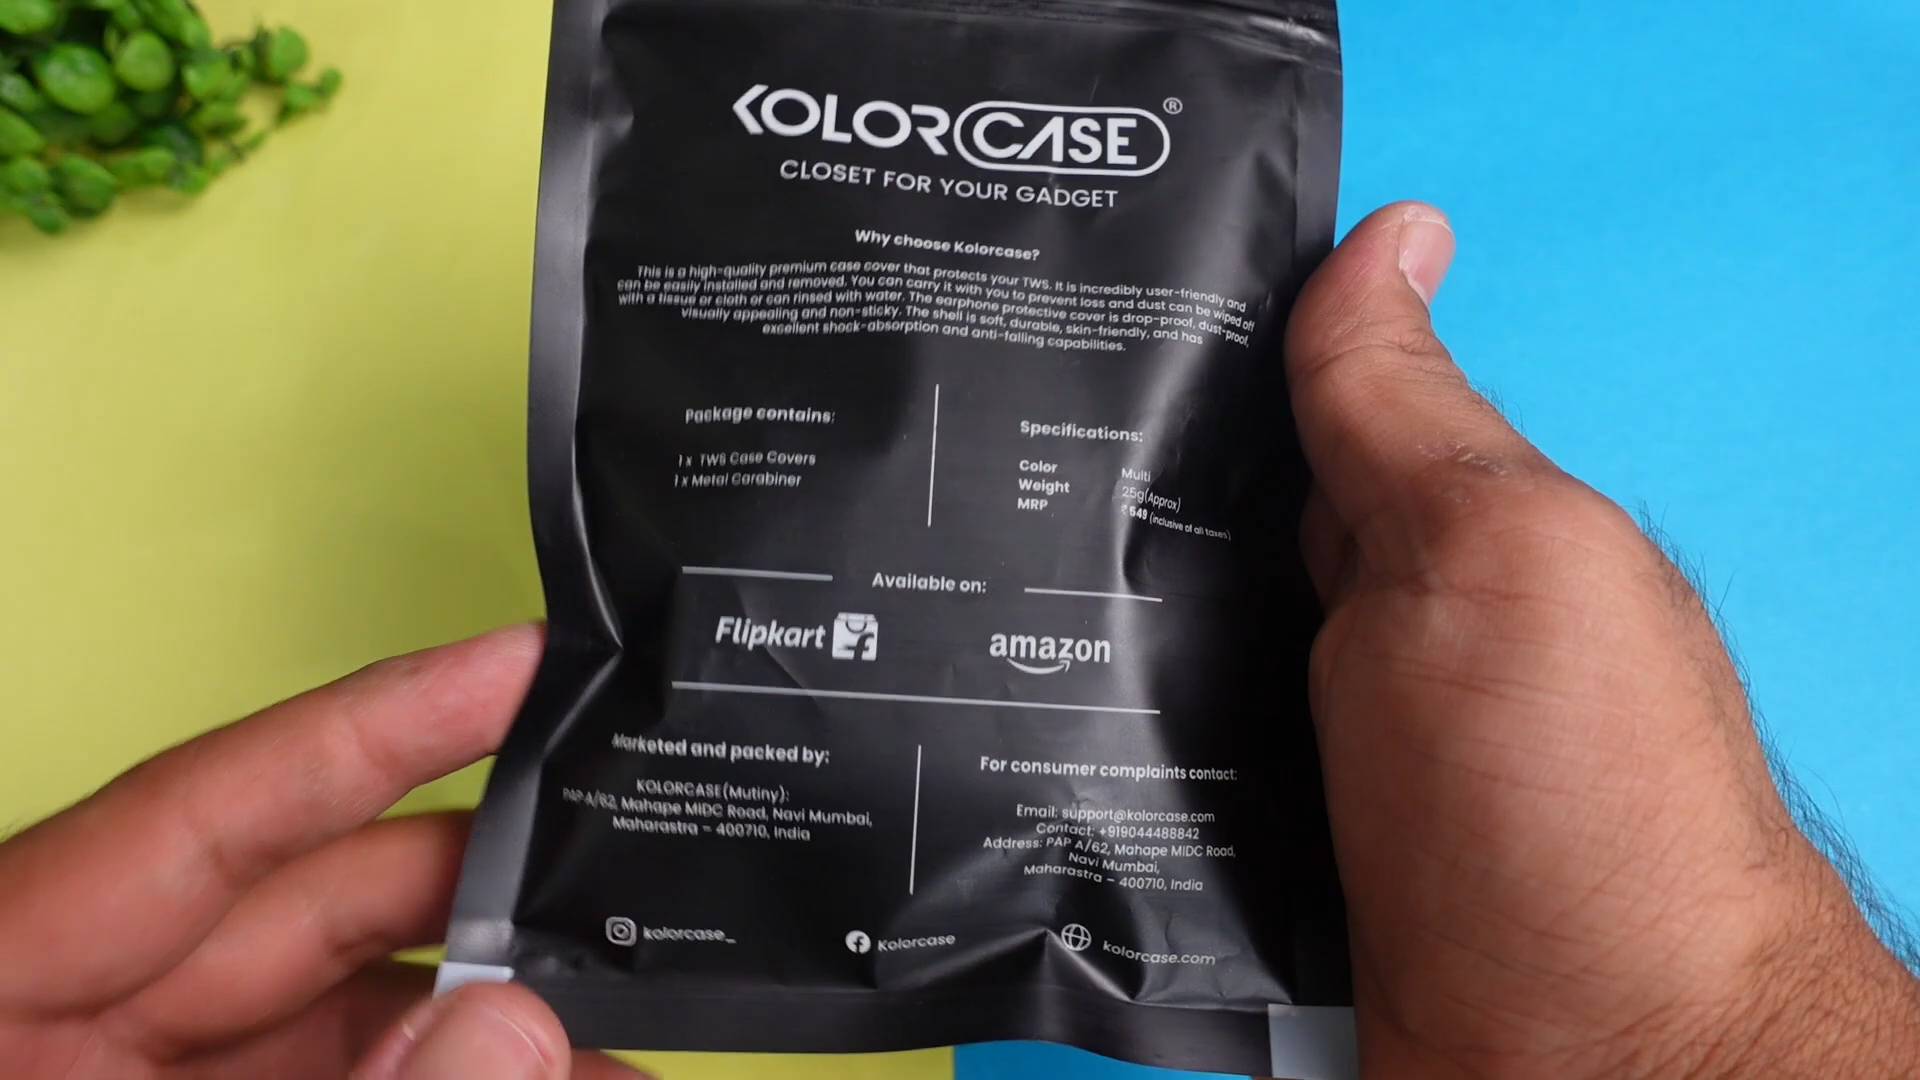 KOLORCASE®
CLOSET FOR YOUR GADGET
Why choose Kolorcase?
This is a high-quality premium case cover that protects your TWS. It is incredibly user-friendly and
can be easily installed and removed. You can carry it with you to prevent loss and dust can be wiped off
with a tissue or cloth or can rinsed with water. The earphone protective cover is drop-proof, dust-proof,
visually appealing and non-sticky. The shell is soft, durable, skin-friendly, and has
excellent shock-absorption and anti-falling capabilities.
Package contains:
1 x TWS Case Covers
1 x Metal Carabiner
Specifications:
Color Multi
Weight 25g(Approx)
MRP ₹ 549 (inclusive of all taxes)
Available on:
Flipkart
amazon
Marketed and packed by:
KOLORCASE(Mutiny):
PAP A/62, Mahape MIDC Road, Navi Mumbai,
Maharastra - 400710, India
For consumer complaints contact:
Email: support@kolorcase.com
Contact: +919044488842
Address: PAP A/62, Mahape MIDC Road,
Navi Mumbai,
Maharastra - 400710, India
kolorcase_
Kolorcase
kolorcase.com